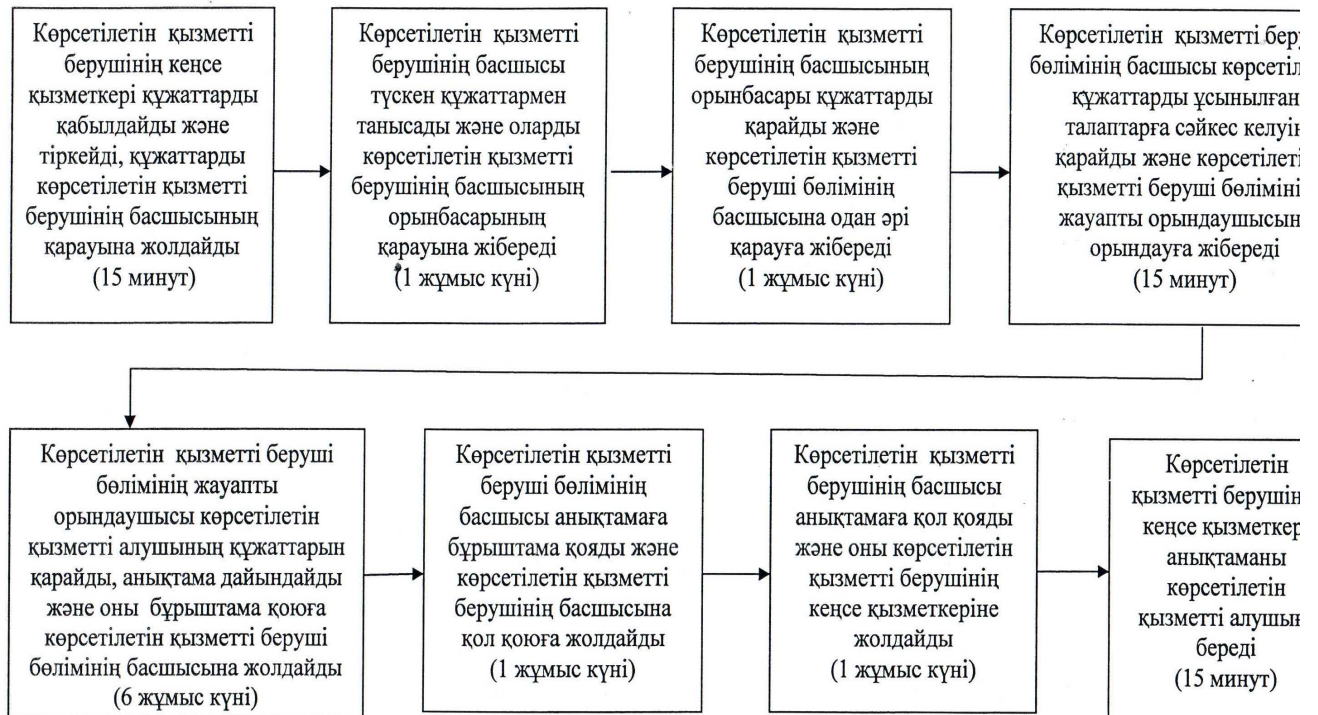 Көрсетілетін қызметті
берушінің кеңсе
қызметкері құжаттарды
қабылдайды және
тіркейді, құжаттарды
көрсетілетін қызметті
берушінің басшысының
қарауына жолдайды
(15 минут)
Көрсетілетін қызметті
берушінің басшысы
түскен құжаттармен
танысады және оларды
көрсетілетін қызметті
берушінің басшысының
орынбасарының
қарауына жібереді
(1 жұмыс күні)
Көрсетілетін қызметті
берушінің басшысының
орынбасары құжаттарды
қарайды және
көрсетілетін қызметті
беруші бөлімінің
басшысына одан әрі
қарауға жібереді
(1 жұмыс күні)
Көрсетілетін қызметті
бөлімінің басшысы
құжаттарды ұсынылған
талаптарға сәйкес
қарайды және
қызметті беруші
жауапты
орындауға жібереді
(15 минут)
Көрсетілетін қызметті беруші
бөлімінің жауапты
орындаушысы көрсетілетін
қызметті алушының құжаттарын
қарайды, анықтама дайындайды
және оны бұрыштама қоюға
көрсетілетін қызметті беруші
бөлімінің басшысына жолдайды
(6 жұмыс күні)
Көрсетілетін қызметті
беруші бөлімінің
басшысы анықтамаға
бұрыштама қояды және
көрсетілетін қызметті
берушінің басшысына
қол қоюға жолдайды
(1 жұмыс күні)
Көрсетілетін қызметті
берушінің басшысы
анықтамаға қол қояды
және оны көрсетілетін
қызметті берушінің
кеңсе қызметкеріне
жолдайды
(1 жұмыс күні)
Көрсетілетін
қызметті
кеңсе
анықтаманы
көрсетілетін
қызметті
береді
(15 минут)